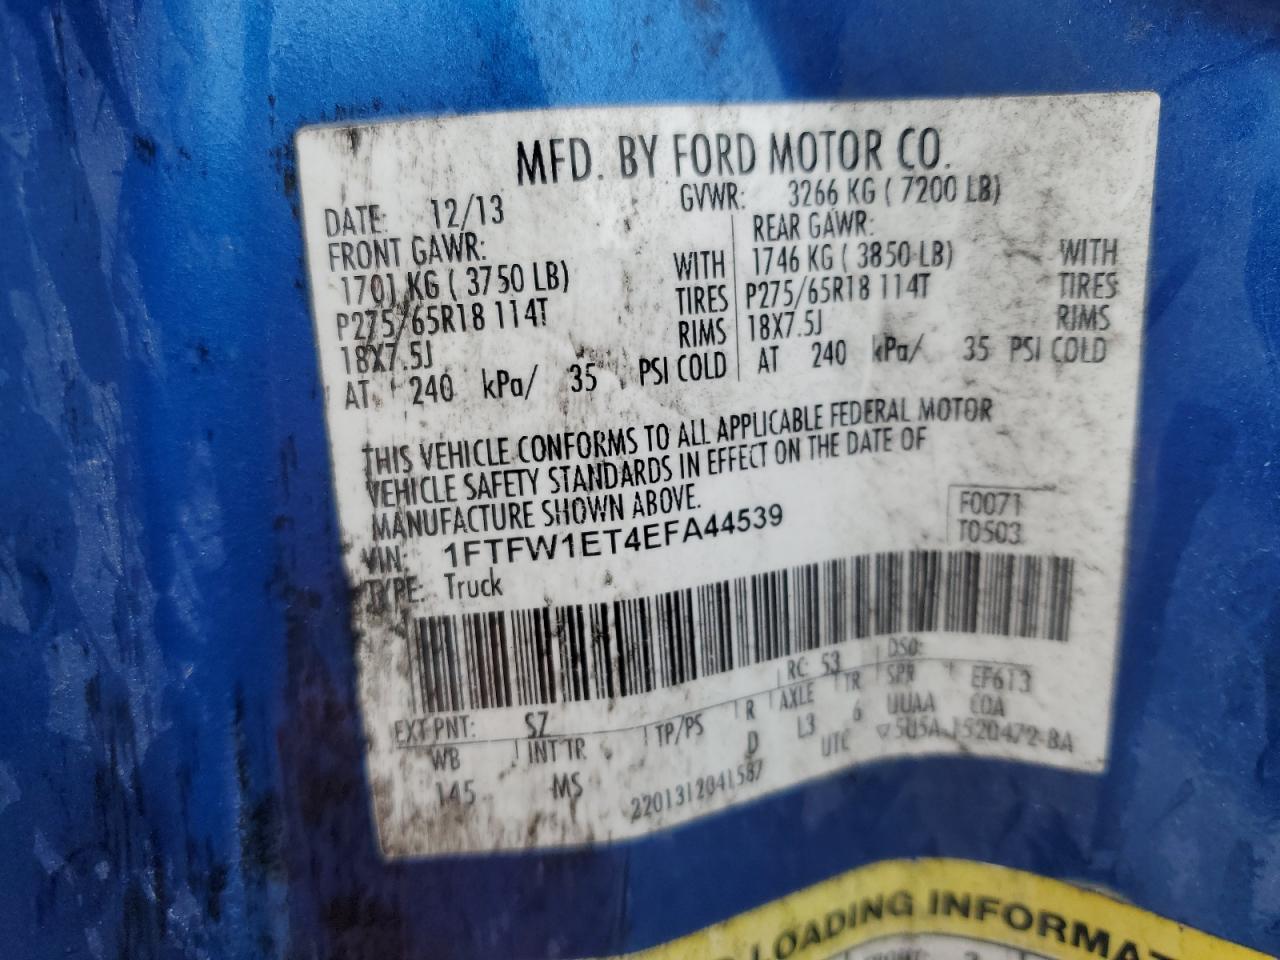 MFD. BY FORD MOTOR CO.
DATE: 12/13 GVWR: 3266 KG ( 7200 LB)
FRONT GAWR: REAR GAWR:
1701 KG ( 3750 LB) WITH 1746 KG ( 3850 LB) WITH
P275/65R18 114T TIRES P275/65R18 114T TIRES
18X7.5J RIMS 18X7.5J RIMS
AT 240 kPa/ 35 PSI COLD AT 240 kPa/ 35 PSI COLD
THIS VEHICLE CONFORMS TO ALL APPLICABLE FEDERAL MOTOR
VEHICLE SAFETY STANDARDS IN EFFECT ON THE DATE OF
MANUFACTURE SHOWN ABOVE.
VIN: 1FTFW1ET4EFA44539 F0071
TYPE: Truck T0503
EXT PNT: SZ RC: 53 DSO:
WB INT TR TP/PS R AXLE TR SPR EF6T3
145 MS D L3 6 UUAA COA
2201312041587 UTC ▽5U5A-1520472-BA
LOADING INFORMAT